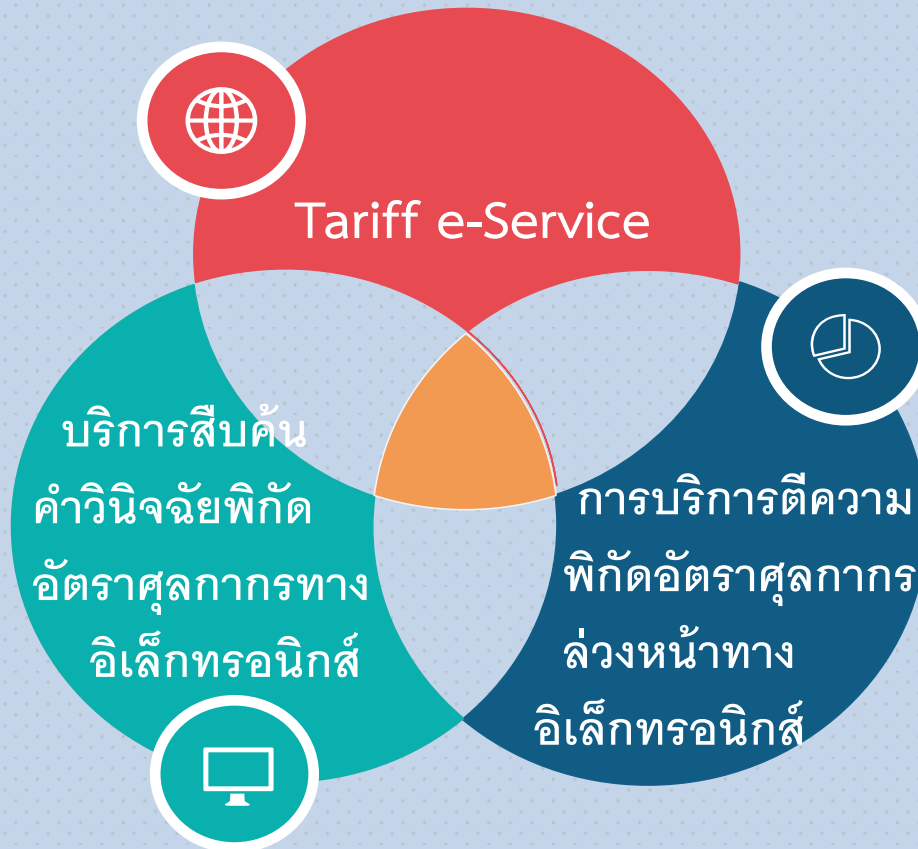 Tariff e-Service
บริการสืบค้น
คำวินิจฉัยพิกัด
อัตราศุลกากรทาง
อิเล็กทรอนิกส์
การบริการตีความ
พิกัดอัตราศุลกากร
ล่วงหน้าทาง
อิเล็กทรอนิกส์